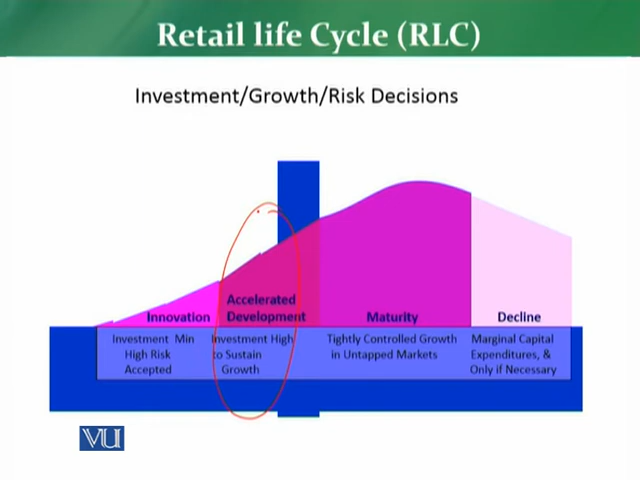 Retail life Cycle (RLC)
Investment/Growth/Risk Decisions
Innovation
Accelerated
Development
Maturity
Decline
Investment Min
High Risk
Accepted
Investment High
to Sustain
Growth
Tightly Controlled Growth
in Untapped Markets
Marginal Capital
Expenditures, &
Only if Necessary
VU